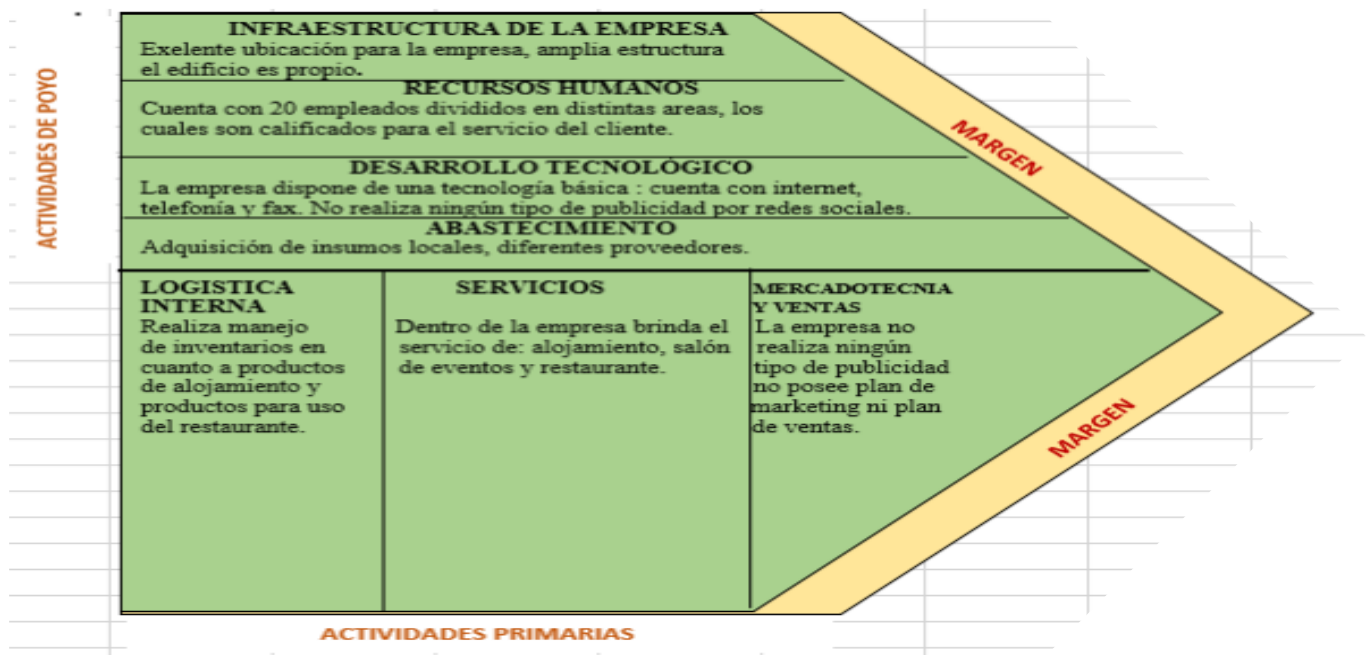 INFRAESTRUCTURA DE LA EMPRESA
Exelente ubicación para la empresa, amplia estructura
el edificio es propio.
RECURSOS HUMANOS
Cuenta con 20 empleados divididos en distintas areas, los
cuales son calificados para el servicio del cliente.
DESARROLLO TECNOLÓGICO
La empresa dispone de una tecnología básica : cuenta con internet,
telefonía y fax. No realiza ningún tipo de publicidad por redes sociales.
ABASTECIMIENTO
Adquisición de insumos locales, diferentes proveedores.
ACTIVIDADES DE POYO
MARGEN
LOGISTICA
INTERNA
Realiza manejo
de inventarios en
cuanto a productos
de alojamiento y
productos para uso
del restaurante.
SERVICIOS
Dentro de la empresa brinda el
servicio de: alojamiento, salón
de eventos y restaurante.
MERCADOTECNIA
Y VENTAS
La empresa no
realiza ningún
tipo de publicidad
no posee plan de
marketing ni plan
de ventas.
MARGEN
ACTIVIDADES PRIMARIAS